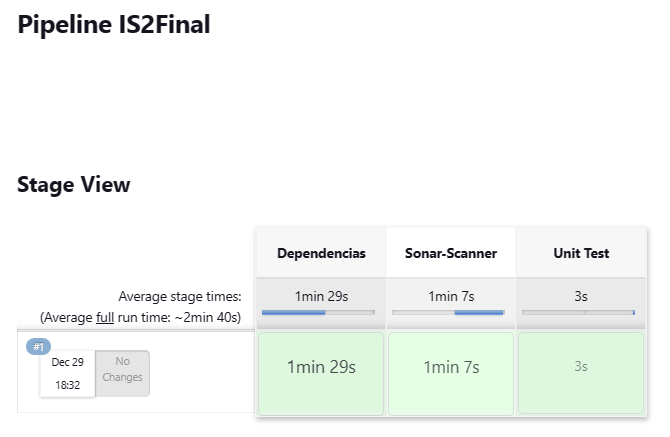 Pipeline IS2Final
Stage View
Dependencias Sonar-Scanner Unit Test
Average stage times: 1min 29s 1min 7s 3s
(Average full run time: ~2min 40s)
#1
Dec 29 No
18:32 Changes
1min 29s 1min 7s 3s